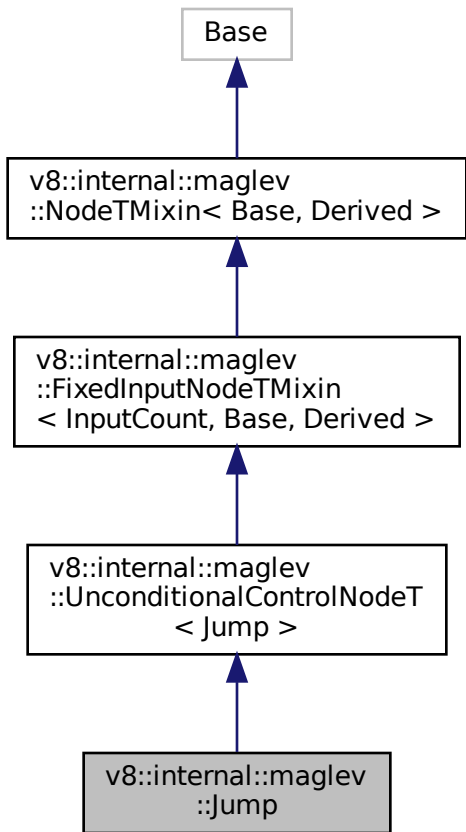 Base
v8::internal::maglev
::NodeTMixin< Base, Derived >
v8::internal::maglev
::FixedInputNodeTMixin
< InputCount, Base, Derived >
v8::internal::maglev
::UnconditionalControlNodeT
< Jump >
v8::internal::maglev
::Jump